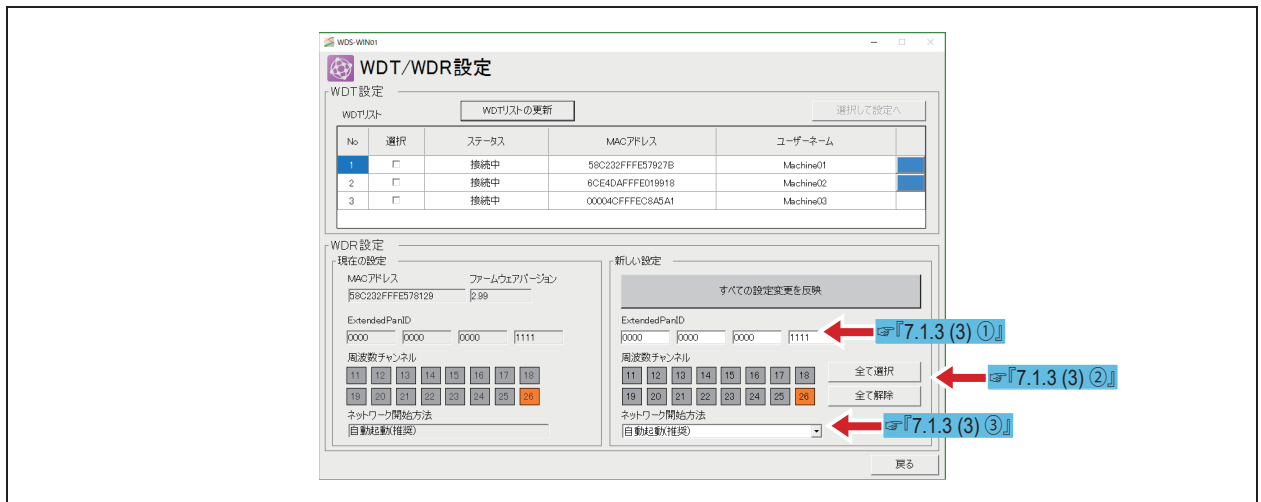 WDS-WIN01
WDT/WDR設定
WDT設定
WDTリスト WDTリストの更新 選択して設定へ
No 選択 ステータス MACアドレス ユーザーネーム
1 接続中 58C232FFFE57927B Machine01
2 接続中 6CE4DAFFFE019918 Machine02
3 接続中 00004CFFFEC8A5A1 Machine03
WDR設定
現在の設定
MACアドレス ファームウェアバージョン
58C232FFFE578129 2.99
ExtendedPanID
0000 0000 0000 1111
周波数チャンネル
11 12 13 14 15 16 17 18
19 20 21 22 23 24 25 26
ネットワーク開始方法
自動起動(推奨)
新しい設定
すべての設定変更を反映
ExtendedPanID
0000 0000 0000 1111 ☞『7.1.3 (3) ①』
周波数チャンネル
11 12 13 14 15 16 17 18 全て選択
☞『7.1.3 (3) ②』
19 20 21 22 23 24 25 26 全て解除
ネットワーク開始方法
自動起動(推奨) ☞『7.1.3 (3) ③』
戻る